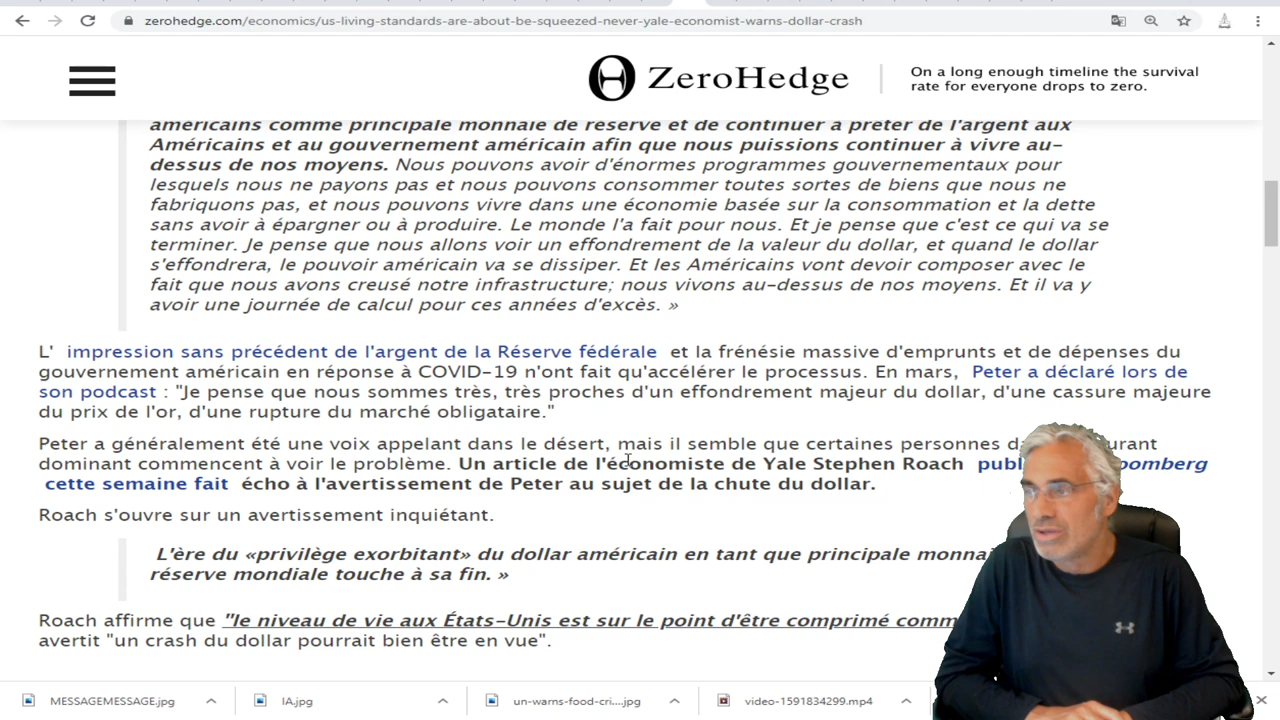 zerohedge.com/economics/us-living-standards-are-about-be-squeezed-never-yale-economist-warns-dollar-crash
ZeroHedge
On a long enough timeline the survival
rate for everyone drops to zero.
américains comme principale monnaie de réserve et de continuer à prêter de l'argent aux
Américains et au gouvernement américain afin que nous puissions continuer à vivre au-
dessus de nos moyens. Nous pouvons avoir d'énormes programmes gouvernementaux pour
lesquels nous ne payons pas et nous pouvons consommer toutes sortes de biens que nous ne
fabriquons pas, et nous pouvons vivre dans une économie basée sur la consommation et la dette
sans avoir à épargner ou à produire. Le monde l'a fait pour nous. Et je pense que c'est ce qui va se
terminer. Je pense que nous allons voir un effondrement de la valeur du dollar, et quand le dollar
s'effondrera, le pouvoir américain va se dissiper. Et les Américains vont devoir composer avec le
fait que nous avons creusé notre infrastructure; nous vivons au-dessus de nos moyens. Et il va y
avoir une journée de calcul pour ces années d'excès. »
L' impression sans précédent de l'argent de la Réserve fédérale et la frénésie massive d'emprunts et de dépenses du
gouvernement américain en réponse à COVID-19 n'ont fait qu'accélérer le processus. En mars, Peter a déclaré lors de
son podcast : "Je pense que nous sommes très, très proches d'un effondrement majeur du dollar, d'une cassure majeure
du prix de l'or, d'une rupture du marché obligataire."
Peter a généralement été une voix appelant dans le désert, mais il semble que certaines personnes
dominant commencent à voir le problème. Un article de l'économiste de Yale Stephen Roach
cette semaine fait écho à l'avertissement de Peter au sujet de la chute du dollar.
Roach s'ouvre sur un avertissement inquiétant.
L'ère du «privilège exorbitant» du dollar américain en tant que principale
réserve mondiale touche à sa fin. »
Roach affirme que "le niveau de vie aux États-Unis est sur le point d'être comprimé
avertit "un crash du dollar pourrait bien être en vue".
MESSAGEMESSAGE.jpg
IA.jpg
un-warns-food-cri....jpg
video-1591834299.mp4